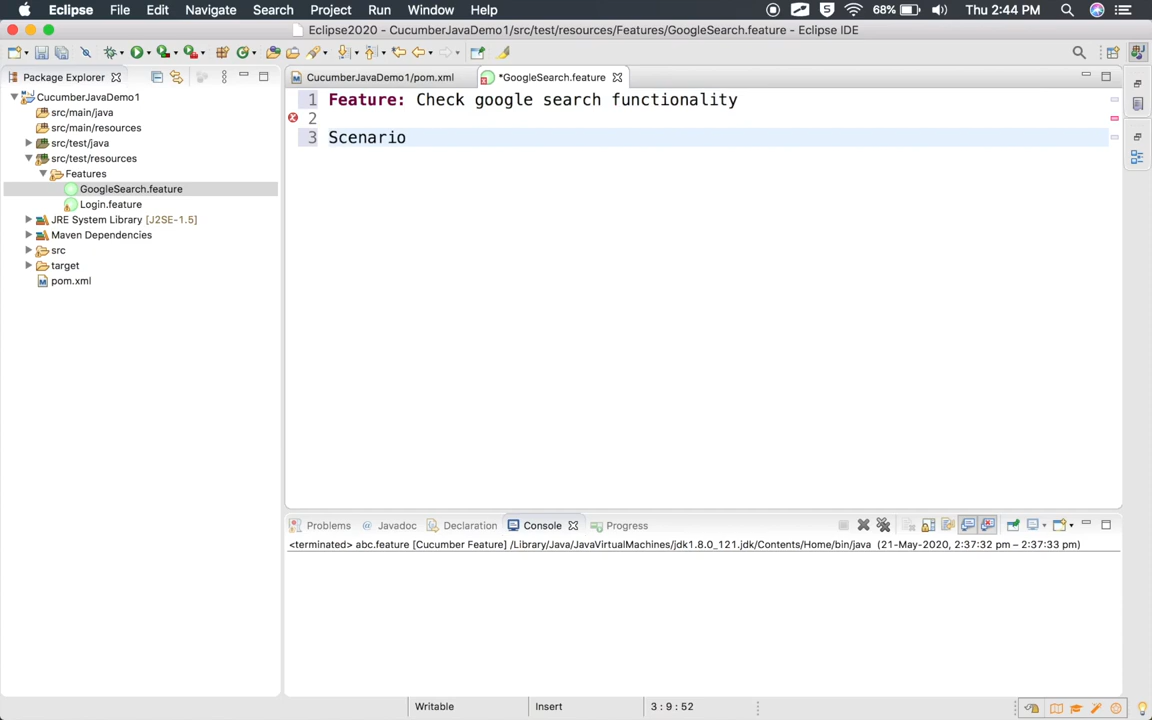 Eclipse File Edit Navigate Search Project Run Window Help 68% Thu 2:44 PM
Eclipse2020 - CucumberJavaDemo1/src/test/resources/Features/GoogleSearch.feature - Eclipse IDE
Package Explorer
CucumberJavaDemo1/pom.xml
*GoogleSearch.feature
CucumberJavaDemo1
src/main/java
src/main/resources
src/test/java
src/test/resources
Features
GoogleSearch.feature
Login.feature
JRE System Library [J2SE-1.5]
Maven Dependencies
src
target
pom.xml
1 Feature: Check google search functionality
2
3 Scenario
Problems Javadoc Declaration Console Progress
<terminated> abc.feature [Cucumber Feature] /Library/Java/JavaVirtualMachines/jdk1.8.0_121.jdk/Contents/Home/bin/java (21-May-2020, 2:37:32 pm – 2:37:33 pm)
Writable Insert 3 : 9 : 52